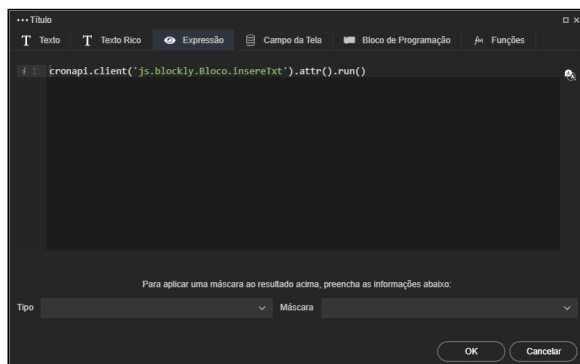 ••• Título
Texto Texto Rico Expressão Campo da Tela Bloco de Programação f(x) Funções
i 1 cronapi.client('js.blockly.Bloco.insereTxt').attr().run()
Para aplicar uma máscara ao resultado acima, preencha as informações abaixo:
Tipo Máscara
OK Cancelar